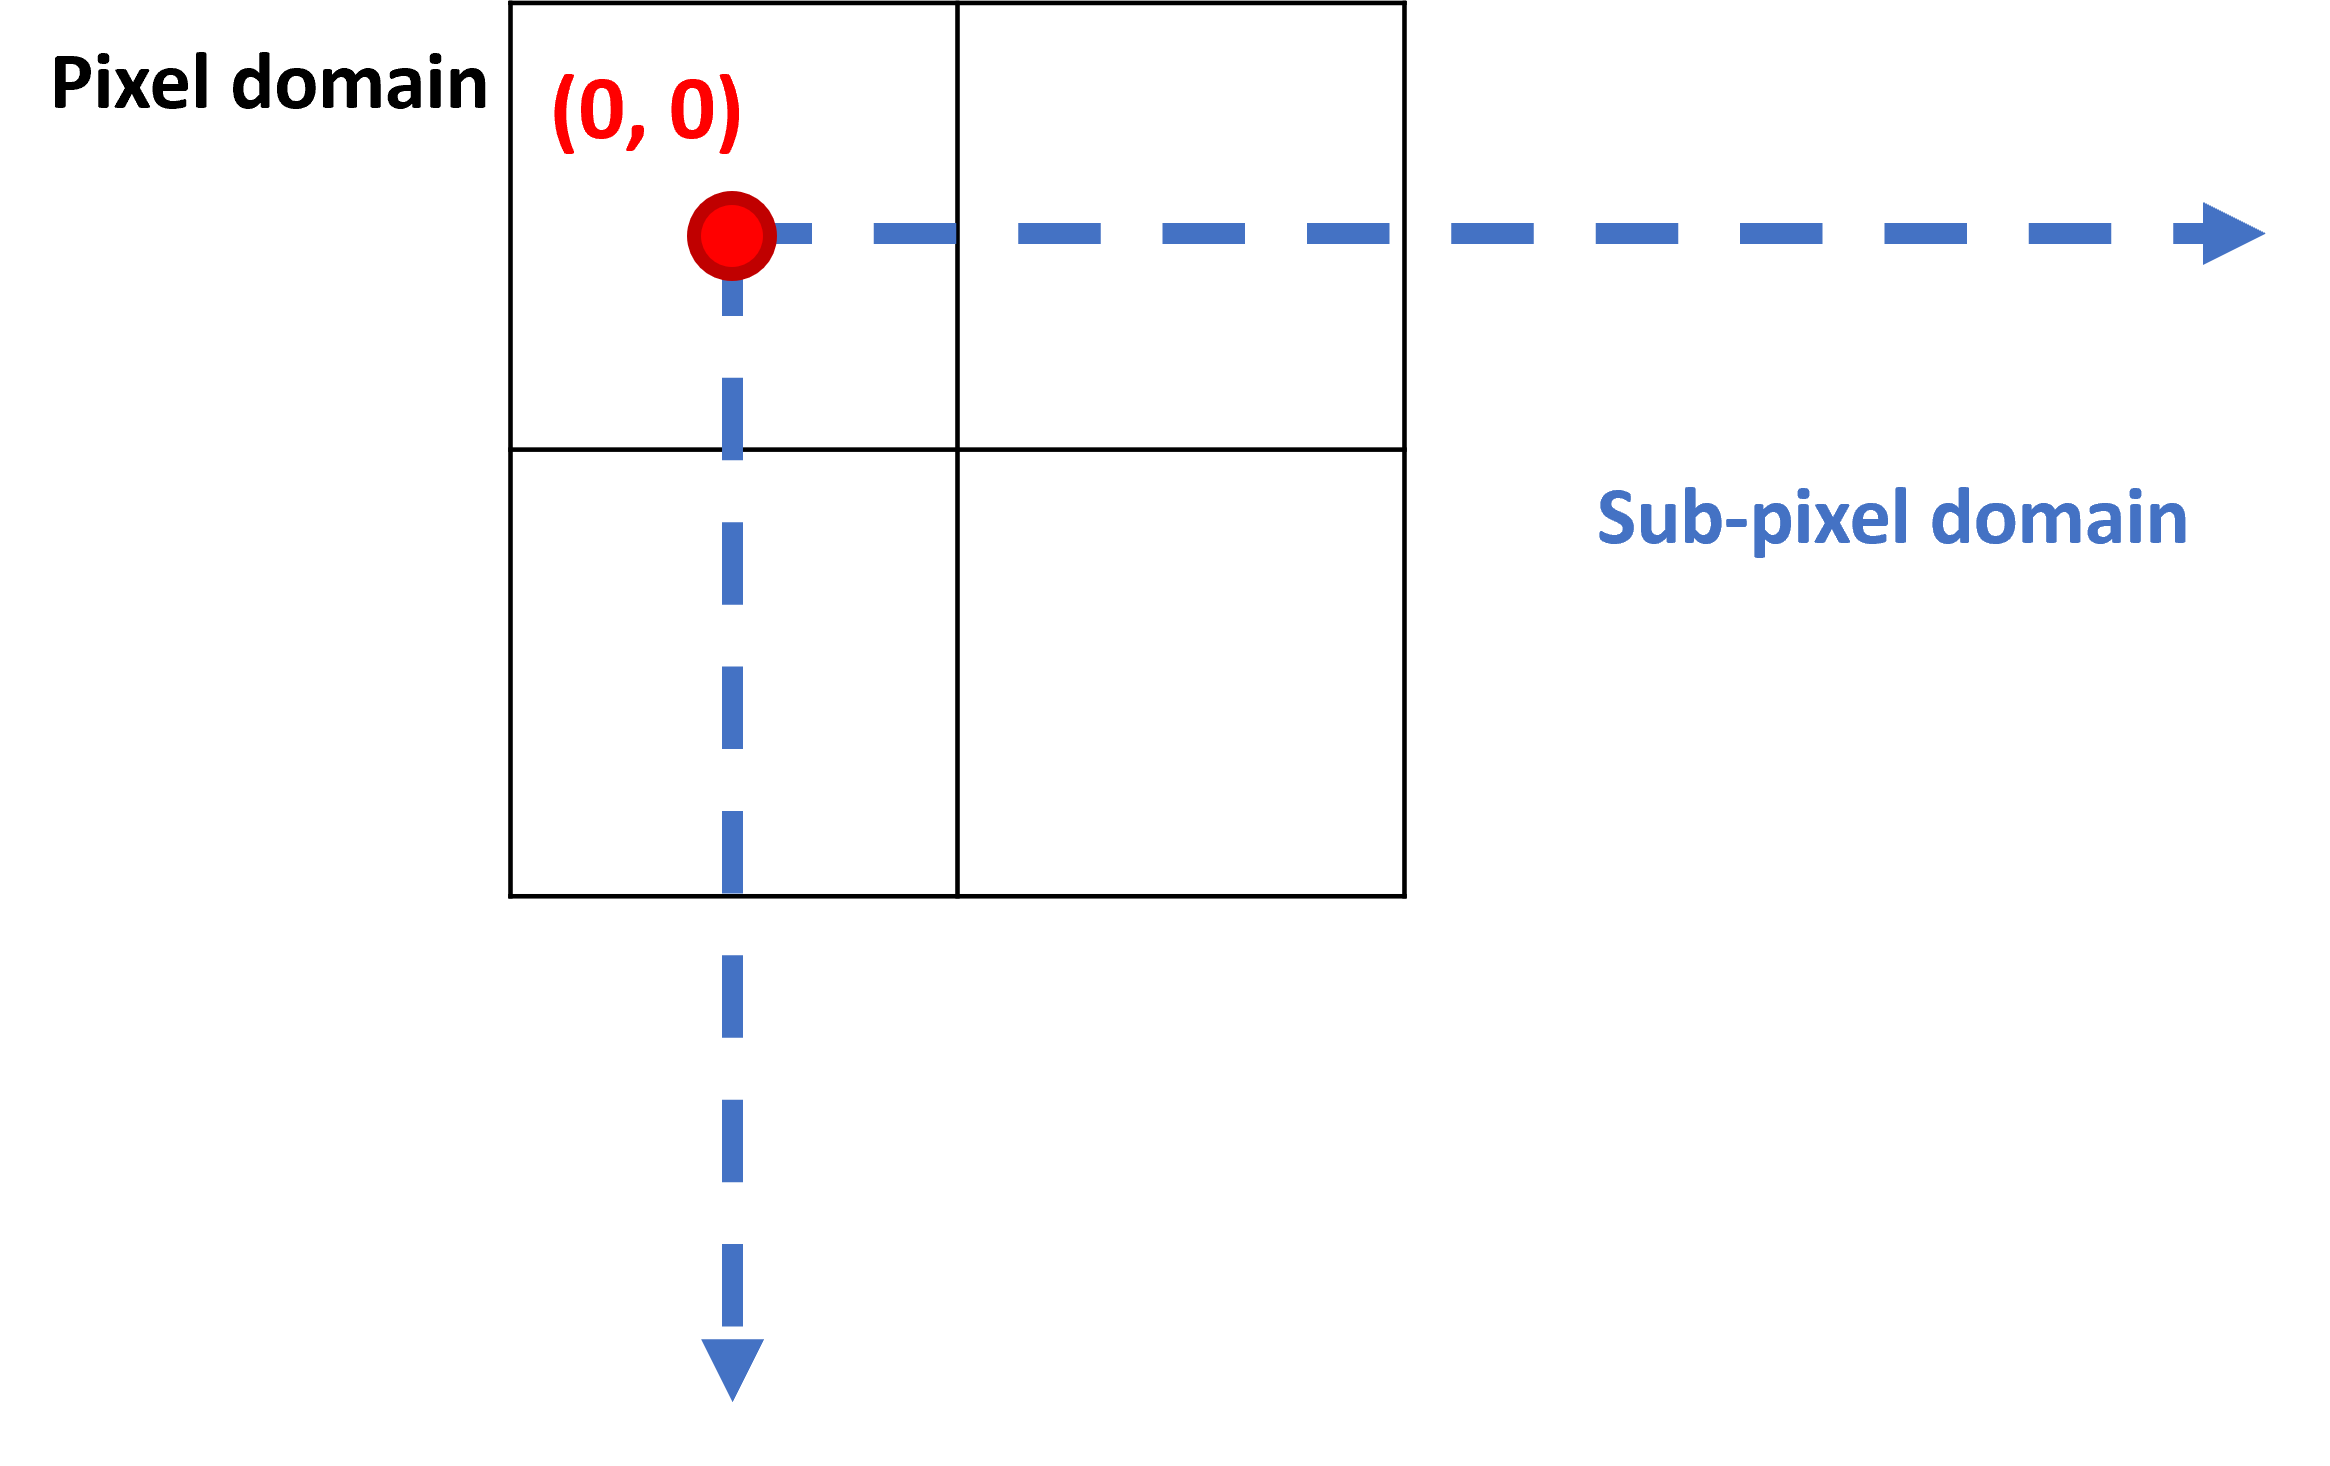 Pixel domain
(0, 0)
Sub-pixel domain